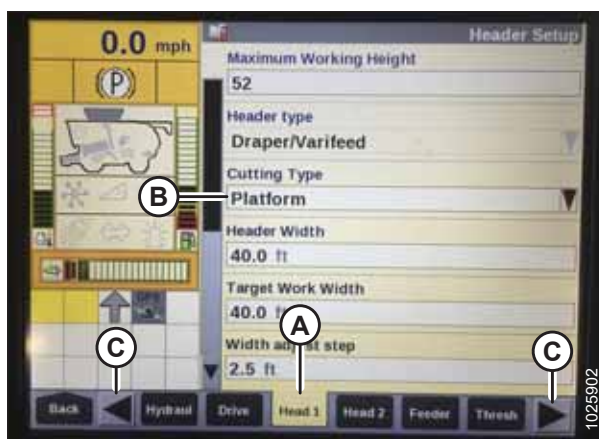 0.0 mph
Header Setup
(P)
Maximum Working Height
52
Header type
Draper/Varifeed
Cutting Type
B
Platform
Header Width
40.0 ft
Target Work Width
40.0
A
Width adjust step
2.5 ft
C
C
Back
Hydraul
Drive
Head 1
Head 2
Feeder
Thresh
1025902